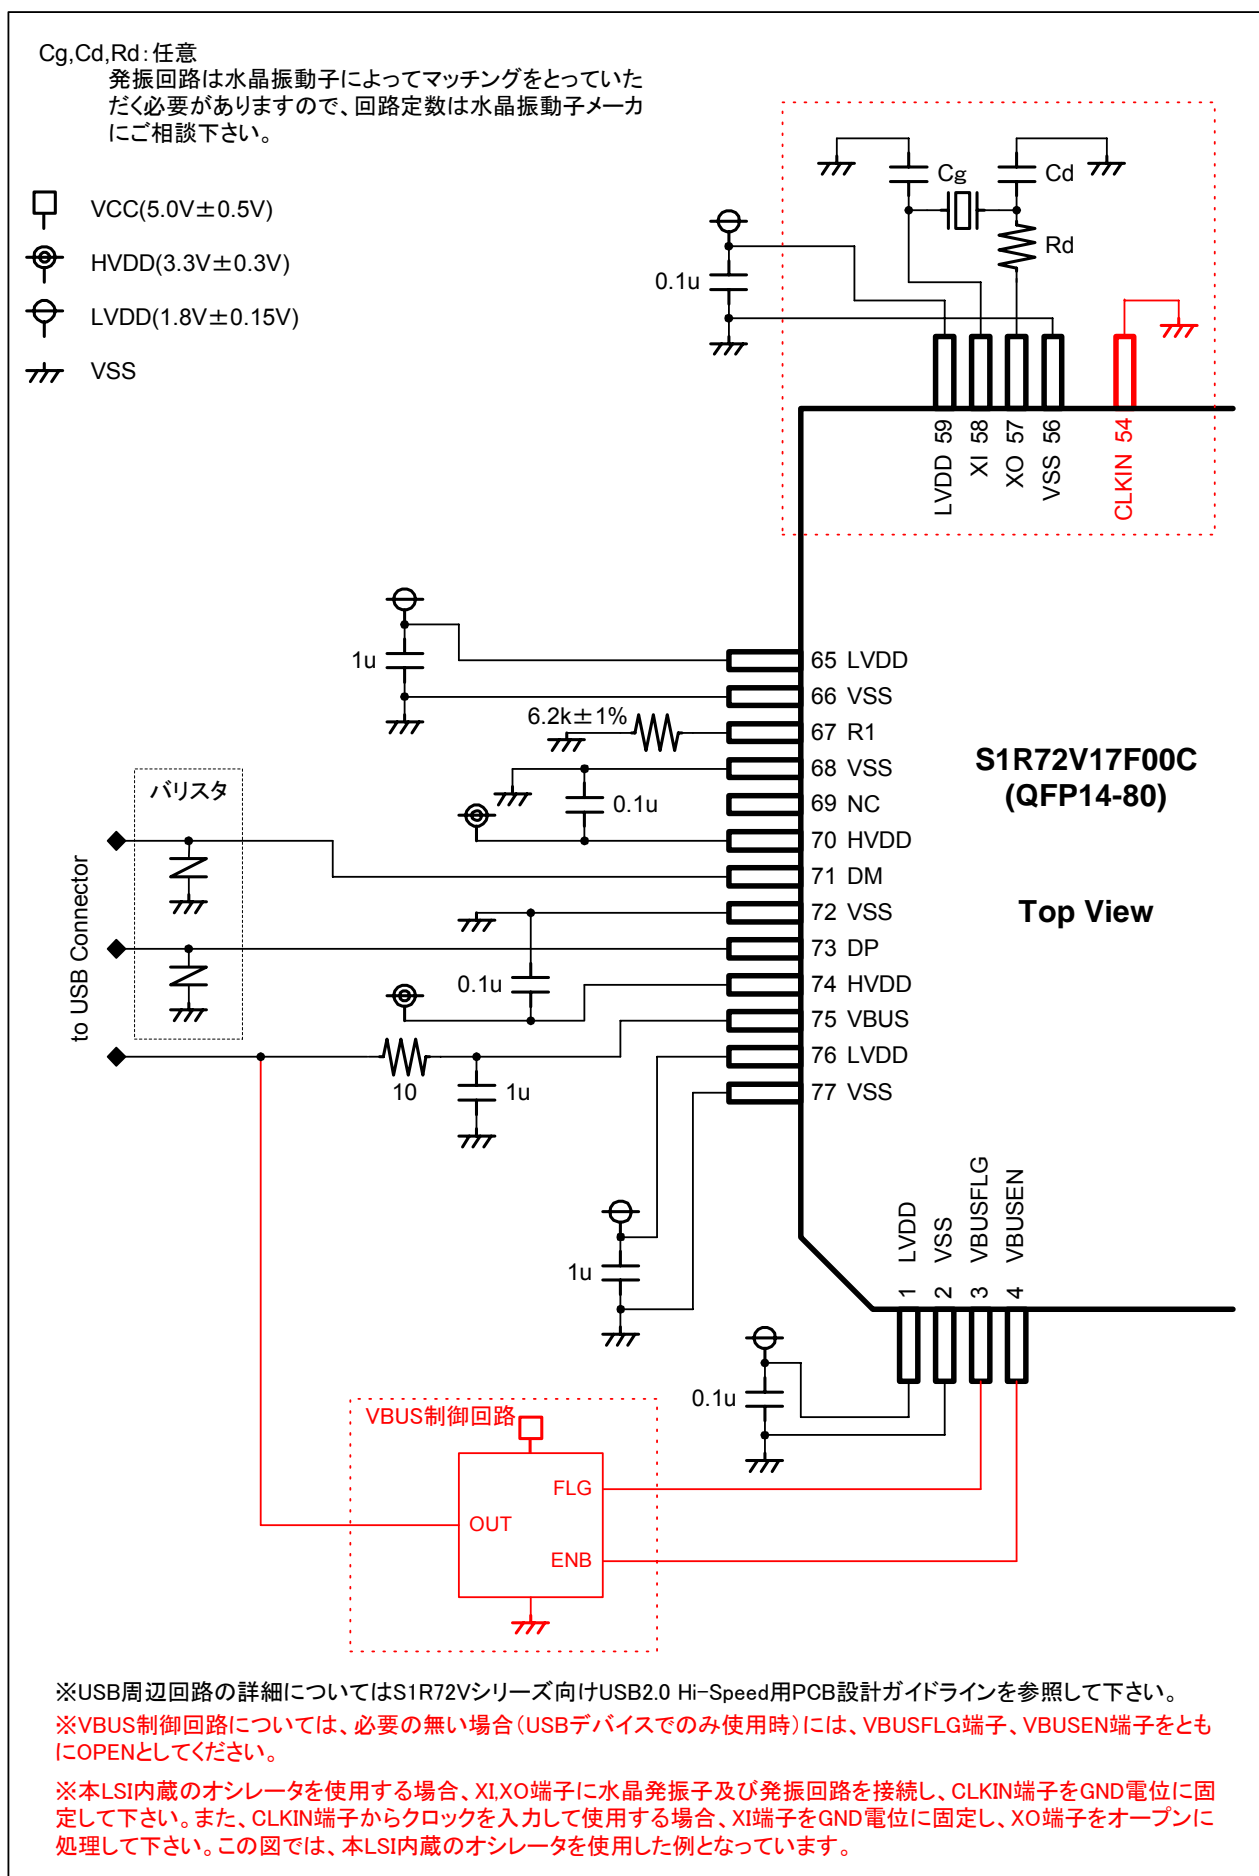 Cg,Cd,Rd：任意
発振回路は水晶振動子によってマッチングをとっていた
だく必要がありますので、回路定数は水晶振動子メーカ
にご相談下さい。
VCC(5.0V±0.5V)
HVDD(3.3V±0.3V)
LVDD(1.8V±0.15V)
VSS
Cg
Cd
Rd
0.1u
LVDD 59
XI 58
XO 57
VSS 56
CLKIN 54
1u
6.2k±1%
0.1u
65 LVDD
66 VSS
67 R1
68 VSS
69 NC
70 HVDD
71 DM
72 VSS
73 DP
74 HVDD
75 VBUS
76 LVDD
77 VSS
S1R72V17F00C
(QFP14-80)
Top View
バリスタ
to USB Connector
0.1u
10
1u
1u
1 LVDD
2 VSS
3 VBUSFLG
4 VBUSEN
0.1u
VBUS制御回路
FLG
OUT
ENB
※USB周辺回路の詳細についてはS1R72Vシリーズ向けUSB2.0 Hi-Speed用PCB設計ガイドラインを参照して下さい。
※VBUS制御回路については、必要の無い場合（USBデバイスでのみ使用時）には、VBUSFLG端子、VBUSEN端子をとも
にOPENとしてください。
※本LSI内蔵のオシレータを使用する場合、XI,XO端子に水晶発振子及び発振回路を接続し、CLKIN端子をGND電位に固
定して下さい。また、CLKIN端子からクロックを入力して使用する場合、XI端子をGND電位に固定し、XO端子をオープンに
処理して下さい。この図では、本LSI内蔵のオシレータを使用した例となっています。